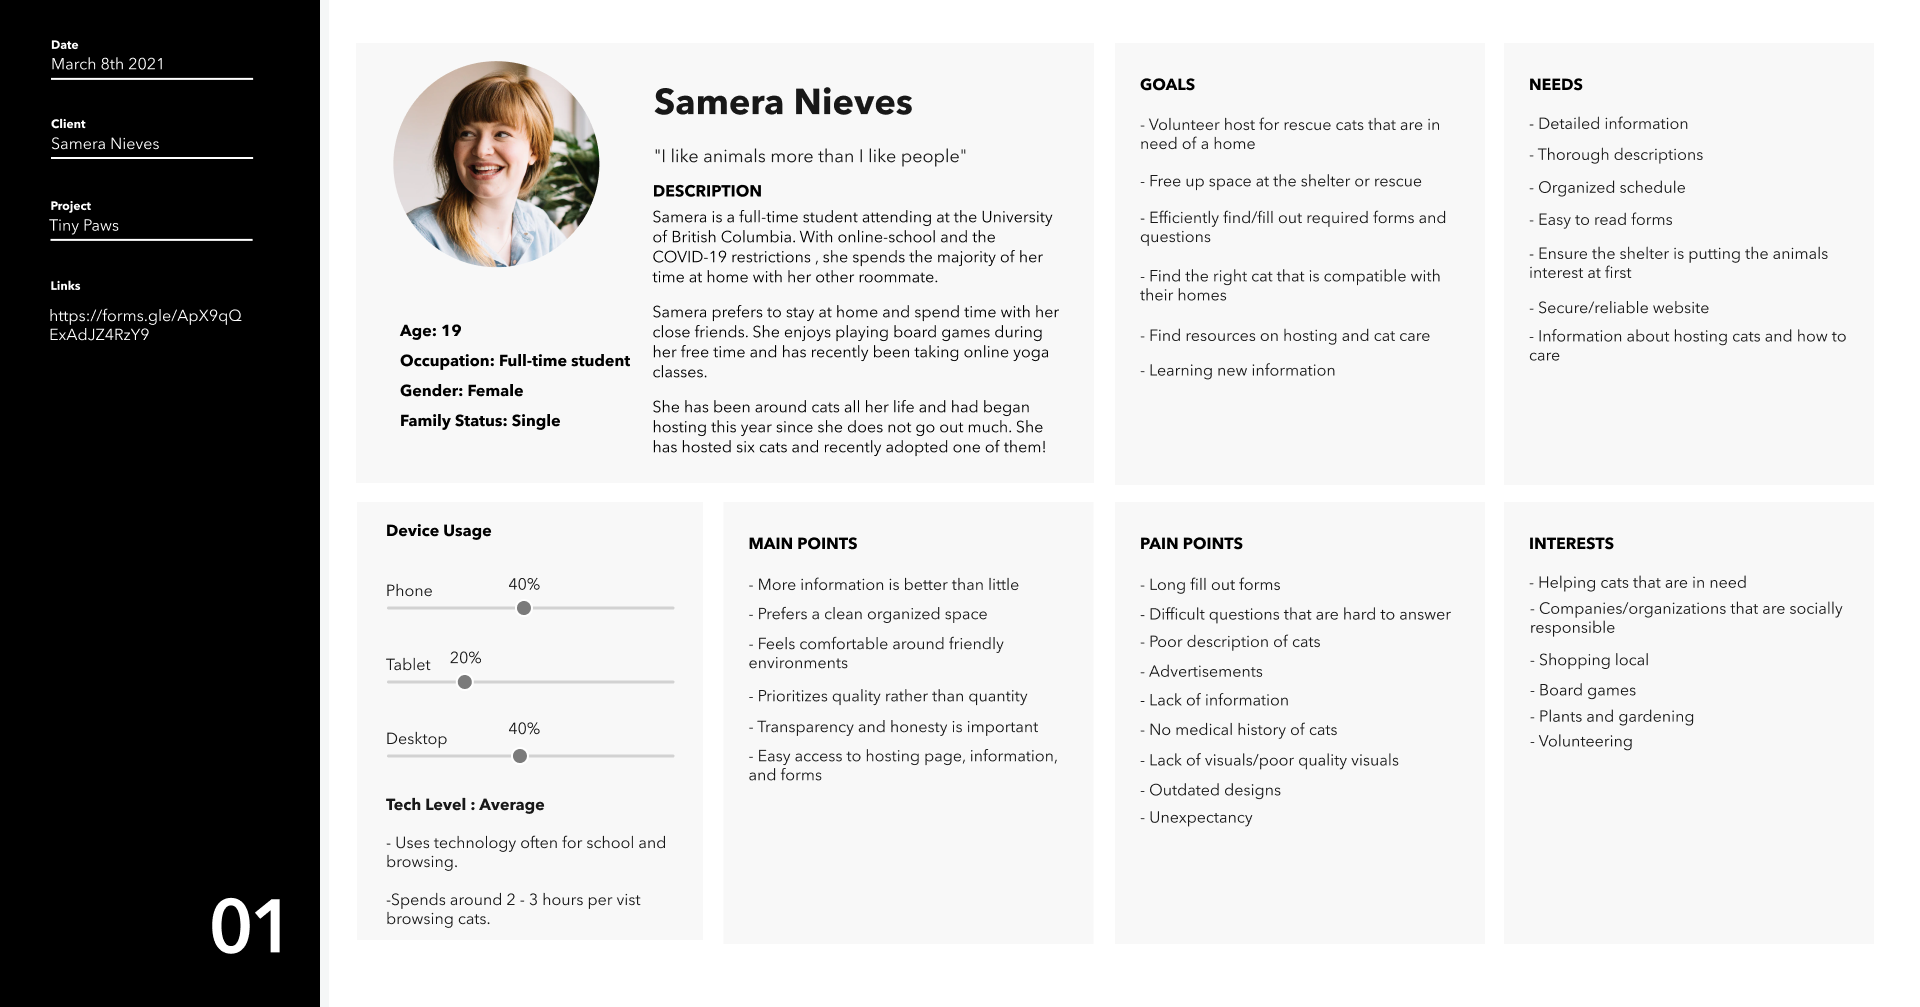 Date
March 8th 2021
Client
Samera Nieves
Project
Tiny Paws
Links
https://forms.gle/ApX9qQ
ExAdJZ4RzY9
01
Samera Nieves
"I like animals more than I like people"
DESCRIPTION
Samera is a full-time student attending at the University
of British Columbia. With online-school and the
COVID-19 restrictions , she spends the majority of her
time at home with her other roommate.
Samera prefers to stay at home and spend time with her
close friends. She enjoys playing board games during
her free time and has recently been taking online yoga
classes.
She has been around cats all her life and had began
hosting this year since she does not go out much. She
has hosted six cats and recently adopted one of them!
Age: 19
Occupation: Full-time student
Gender: Female
Family Status: Single
GOALS
- Volunteer host for rescue cats that are in
need of a home
- Free up space at the shelter or rescue
- Efficiently find/fill out required forms and
questions
- Find the right cat that is compatible with
their homes
- Find resources on hosting and cat care
- Learning new information
NEEDS
- Detailed information
- Thorough descriptions
- Organized schedule
- Easy to read forms
- Ensure the shelter is putting the animals
interest at first
- Secure/reliable website
- Information about hosting cats and how to
care
Device Usage
Phone
40%
Tablet
20%
Desktop
40%
Tech Level : Average
- Uses technology often for school and
browsing.
-Spends around 2 - 3 hours per vist
browsing cats.
MAIN POINTS
- More information is better than little
- Prefers a clean organized space
- Feels comfortable around friendly
environments
- Prioritizes quality rather than quantity
- Transparency and honesty is important
- Easy access to hosting page, information,
and forms
PAIN POINTS
- Long fill out forms
- Difficult questions that are hard to answer
- Poor description of cats
- Advertisements
- Lack of information
- No medical history of cats
- Lack of visuals/poor quality visuals
- Outdated designs
- Unexpectancy
INTERESTS
- Helping cats that are in need
- Companies/organizations that are socially
responsible
- Shopping local
- Board games
- Plants and gardening
- Volunteering